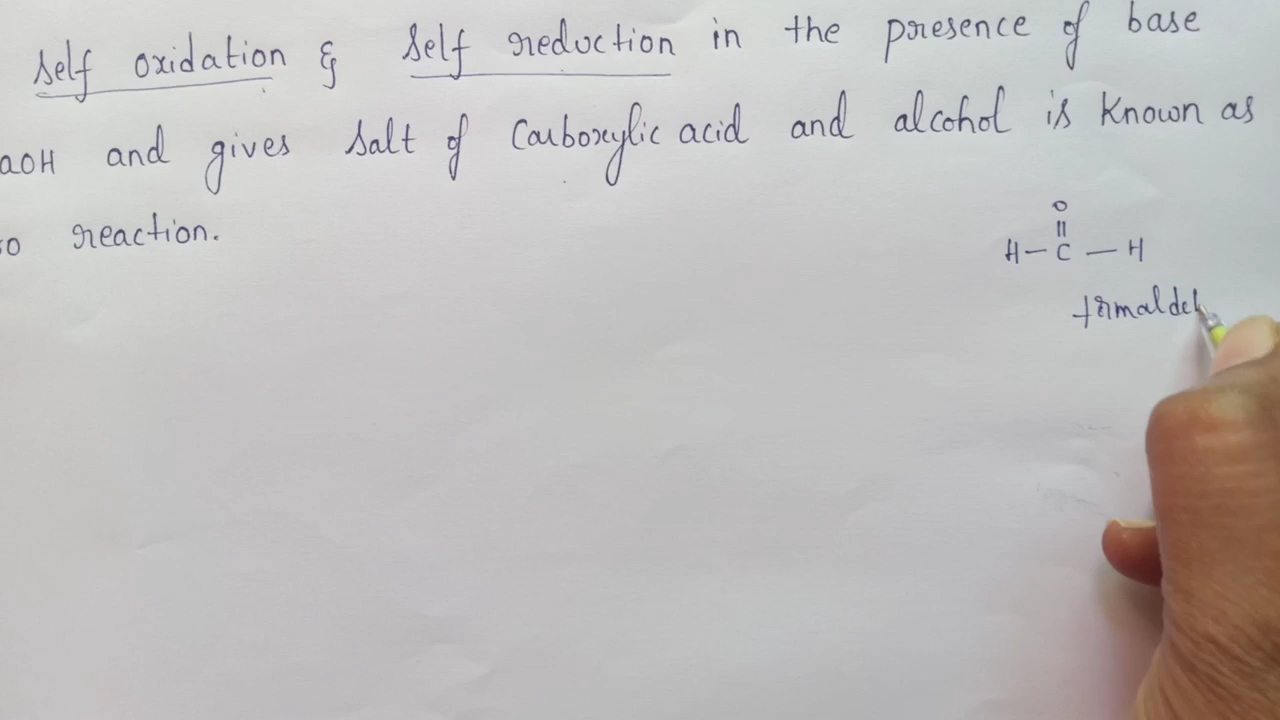 self oxidation & self reduction in the presence of base
aOH and gives salt of Carboxylic acid and alcohol is known as
o reaction.
O
||
H — C — H
formaldeh